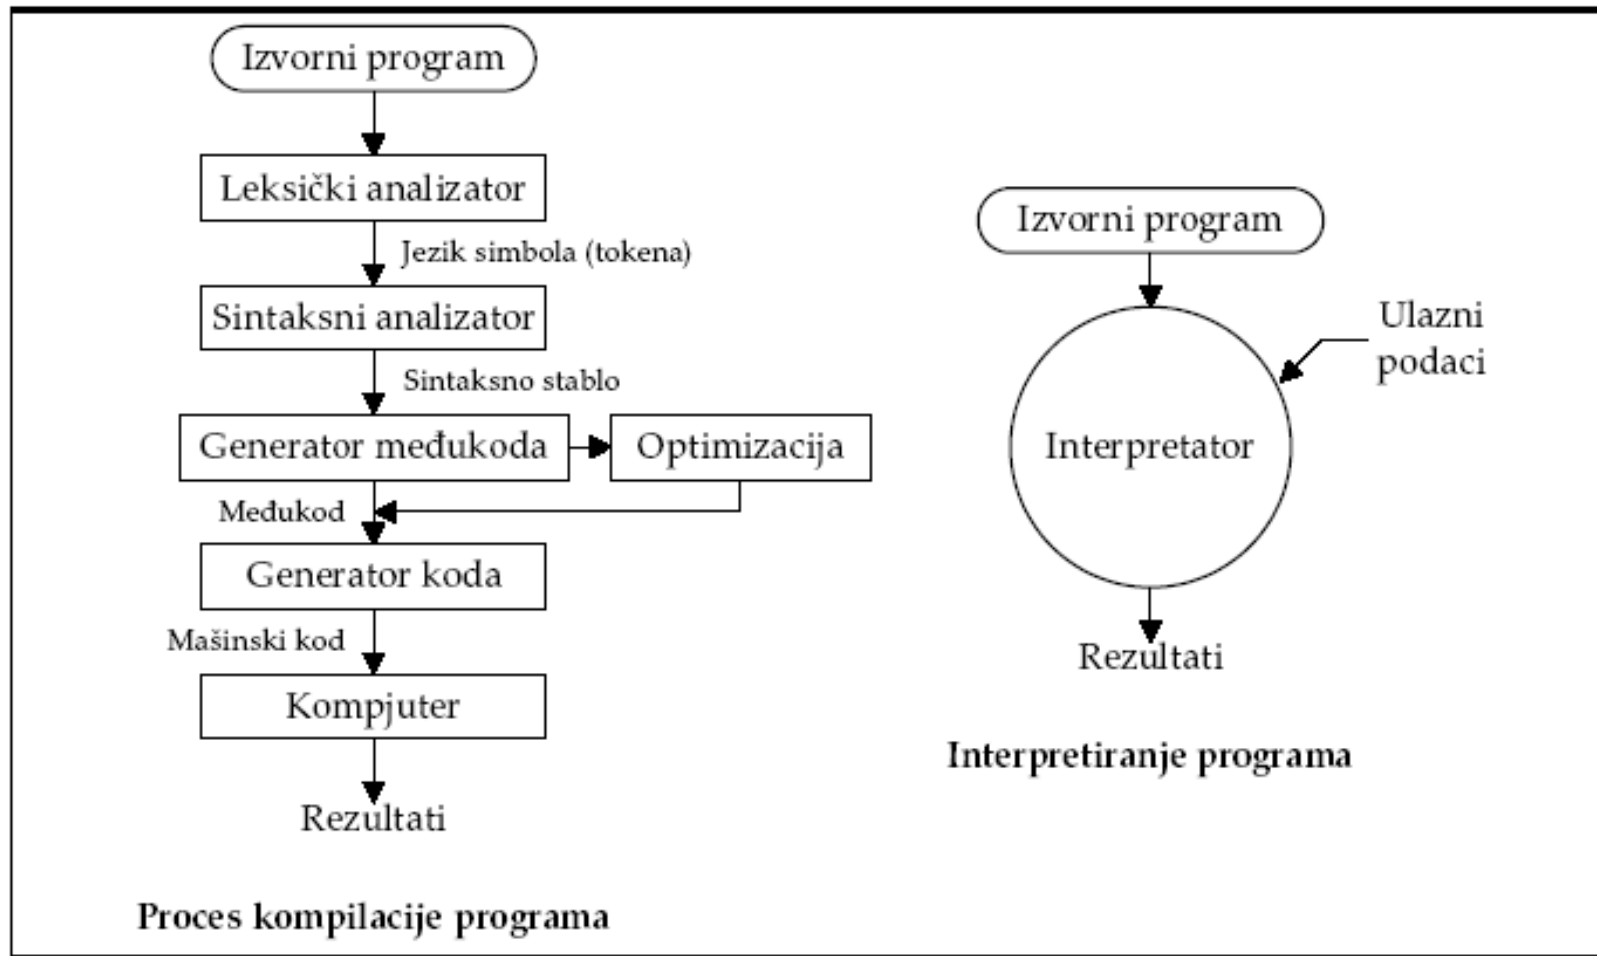 Izvorni program
Leksički analizator
Jezik simbola (tokena)
Sintaksni analizator
Sintaksno stablo
Generator međukoda
Optimizacija
Međukod
Generator koda
Mašinski kod
Kompjuter
Rezultati
Proces kompilacije programa
Izvorni program
Ulazni
podaci
Interpretator
Rezultati
Interpretiranje programa